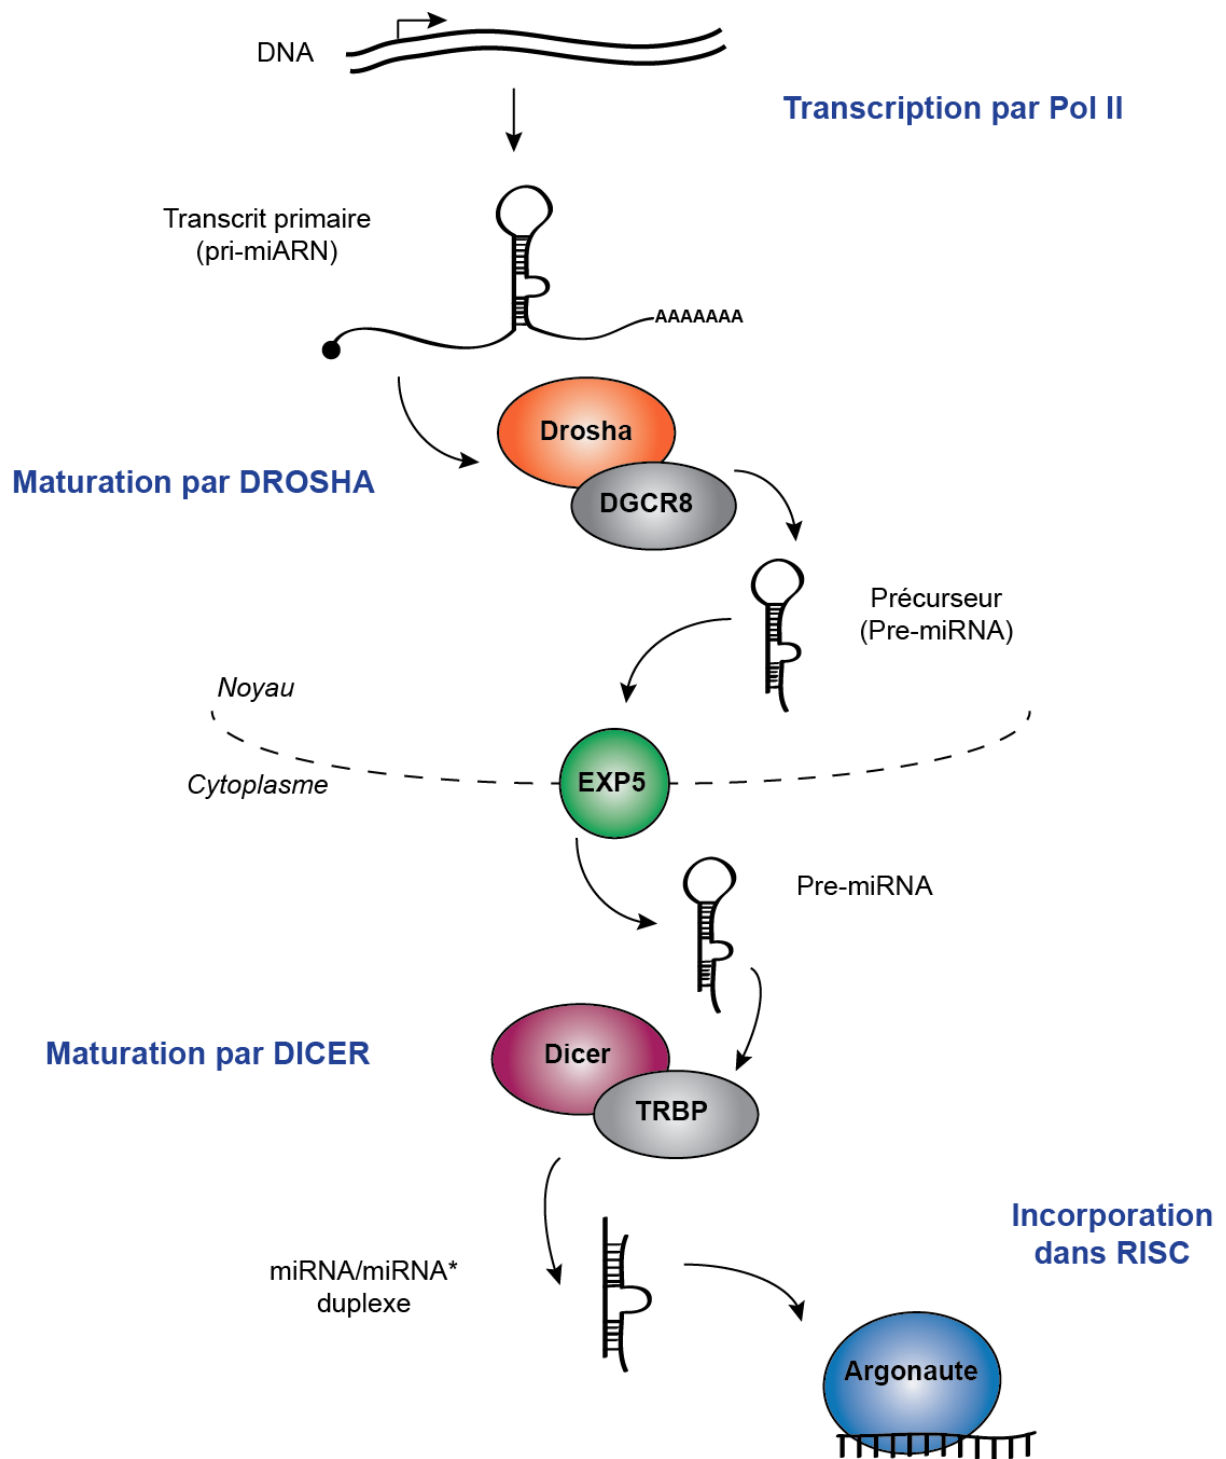 DNA
Transcription par Pol II
Transcrit primaire
(pri-miARN)
AAAAAAA
Drosha
Maturation par DROSHA
DGCR8
Précurseur
(Pre-miRNA)
Noyau
EXP5
Cytoplasme
Pre-miRNA
Dicer
Maturation par DICER
TRBP
Incorporation
dans RISC
miRNA/miRNA*
duplexe
Argonaute